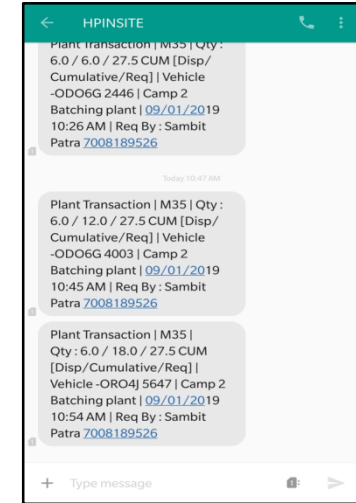 HPINSITE
Plant Transaction | M35 | Qty :
6.0 / 6.0 / 27.5 CUM [Disp/
Cumulative/Req] | Vehicle
-ODO6G 2446 | Camp 2
Batching plant | 09/01/2019
10:26 AM | Req By : Sambit
Patra 7008189526
Today 10:47 AM
Plant Transaction | M35 | Qty :
6.0 / 12.0 / 27.5 CUM [Disp/
Cumulative/Req] | Vehicle
-ODO6G 4003 | Camp 2
Batching plant | 09/01/2019
10:45 AM | Req By : Sambit
Patra 7008189526
Plant Transaction | M35 |
Qty : 6.0 / 18.0 / 27.5 CUM
[Disp/Cumulative/Req] |
Vehicle -ORO4J 5647 | Camp 2
Batching plant | 09/01/2019
10:54 AM | Req By : Sambit
Patra 7008189526
Type message